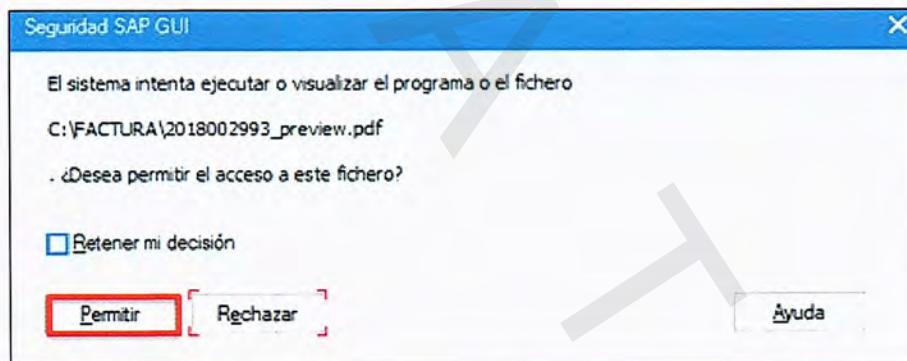 Seguridad SAP GUI
El sistema intenta ejecutar o visualizar el programa o el fichero
C:\FACTURA\2018002993_preview.pdf
. ¿Desea permitir el acceso a este fichero?
Retener mi decisión
Permitir Rechazar Ayuda
A
T